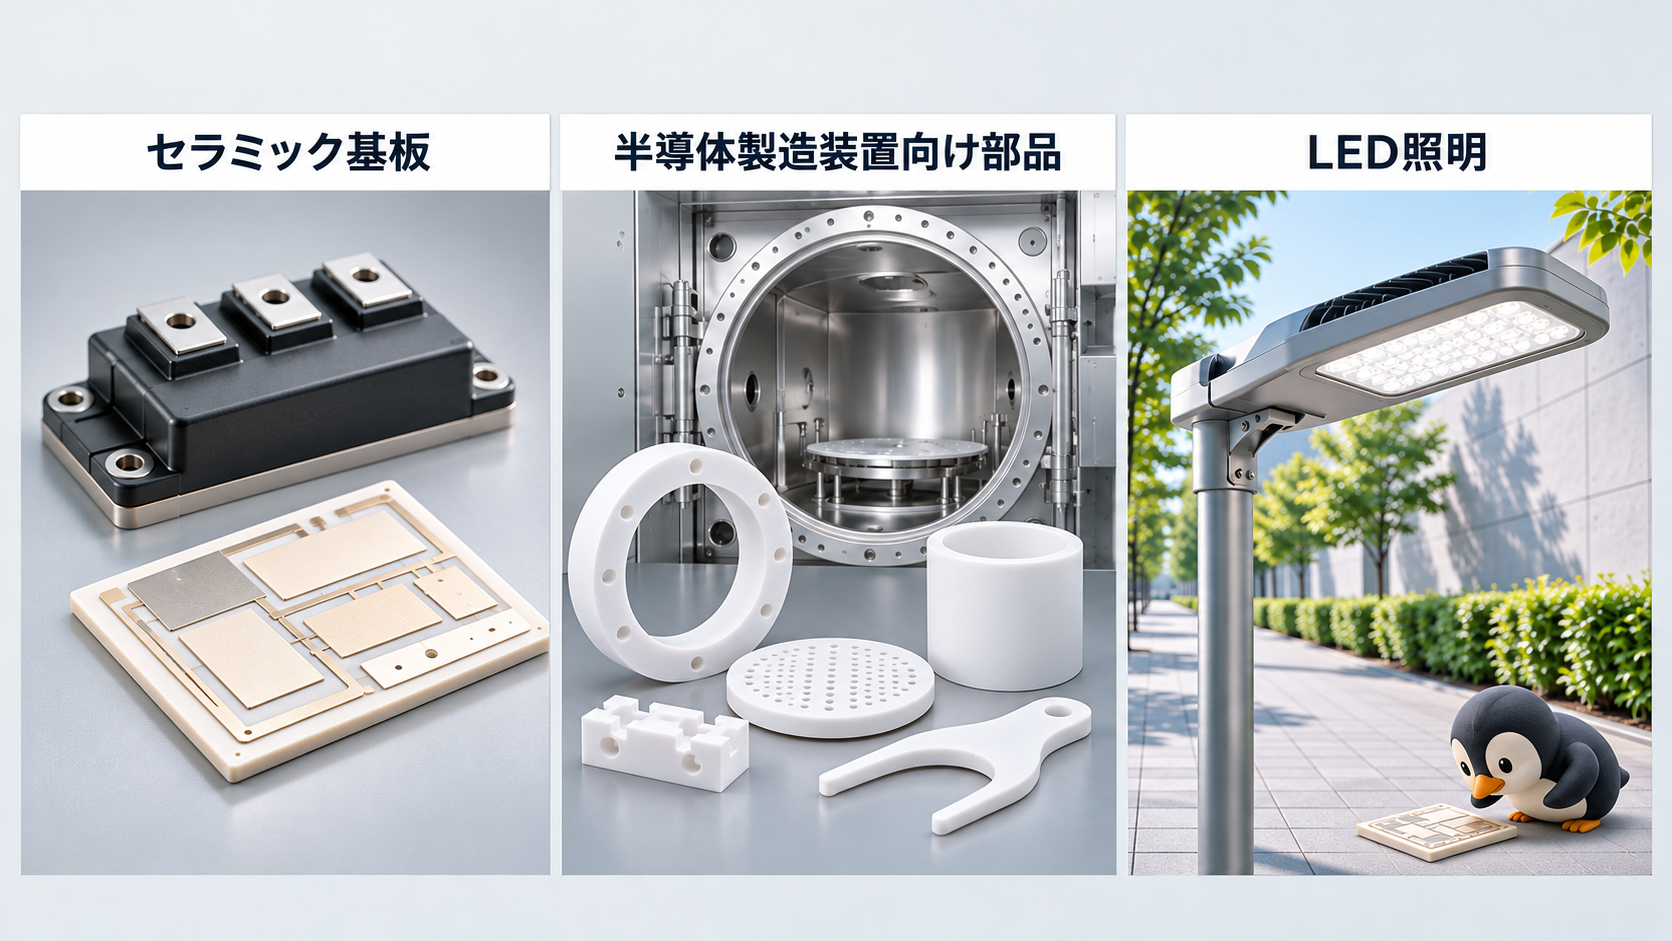 セラミック基板
半導体製造装置向け部品
LED照明